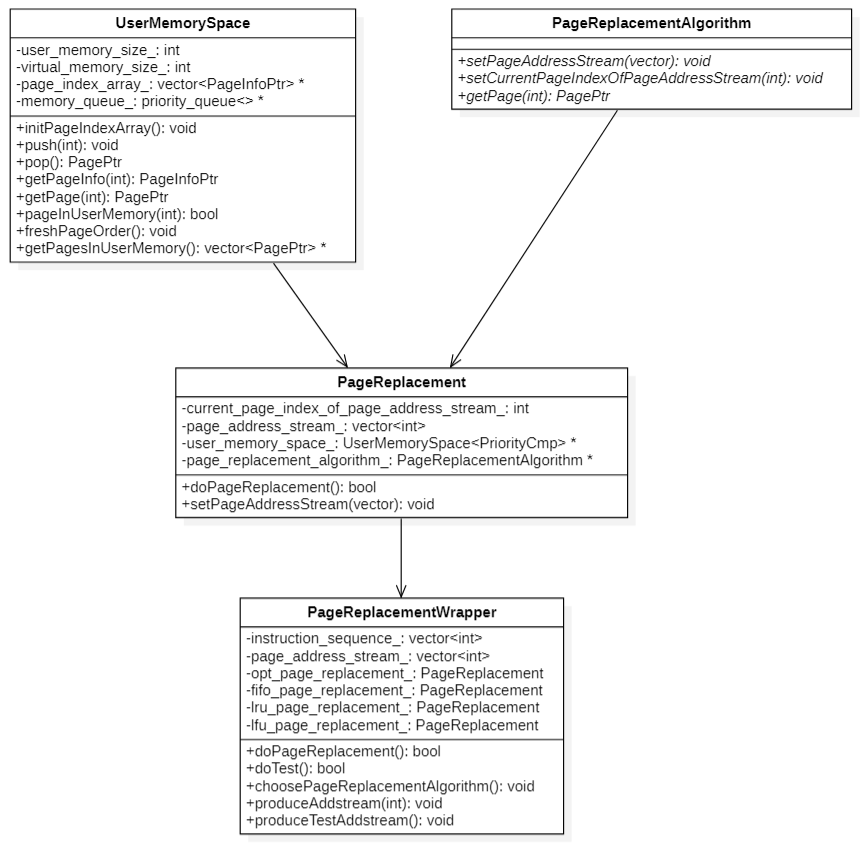 UserMemorySpace
-user_memory_size_: int
-virtual_memory_size_: int
-page_index_array_: vector<PageInfoPtr> *
-memory_queue_: priority_queue<> *
+initPageIndexArray(): void
+push(int): void
+pop(): PagePtr
+getPageInfo(int): PageInfoPtr
+getPage(int): PagePtr
+pageInUserMemory(int): bool
+freshPageOrder(): void
+getPagesInUserMemory(): vector<PagePtr> *
PageReplacementAlgorithm
+setPageAddressStream(vector): void
+setCurrentPageIndexOfPageAddressStream(int): void
+getPage(int): PagePtr
PageReplacement
-current_page_index_of_page_address_stream_: int
-page_address_stream_: vector<int>
-user_memory_space_: UserMemorySpace<PriorityCmp> *
-page_replacement_algorithm_: PageReplacementAlgorithm *
+doPageReplacement(): bool
+setPageAddressStream(vector): void
PageReplacementWrapper
-instruction_sequence_: vector<int>
-page_address_stream_: vector<int>
-opt_page_replacement_: PageReplacement
-fifo_page_replacement_: PageReplacement
-lru_page_replacement_: PageReplacement
-lfu_page_replacement_: PageReplacement
+doPageReplacement(): bool
+doTest(): bool
+choosePageReplacementAlgorithm(): void
+produceAddstream(int): void
+produceTestAddstream(): void